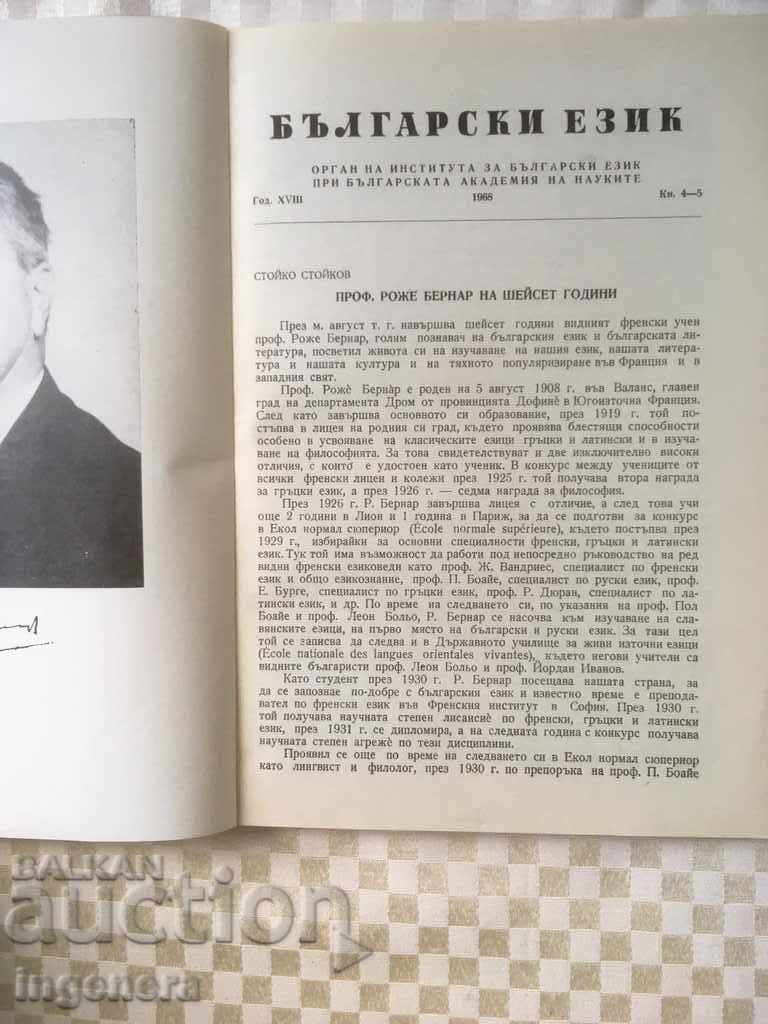 БЪЛГАРСКИ ЕЗИК
ОРГАН НА ИНСТИТУТА ЗА БЪЛГАРСКИ ЕЗИК
ПРИ БЪЛГАРСКАТА АКАДЕМИЯ НА НАУКИТЕ
Год. XVIII 1968 Кн. 4—5
СТОЙКО СТОЙКОВ
ПРОФ. РОЖЕ БЕРНАР НА ШЕЙСЕТ ГОДИНИ
През м. август т. г. навършва шейсет години видният френски учен
проф. Роже Бернар, голям познавач на българския език и българската ли-
тература, посветил живота си на изучаване на нашия език, нашата литера-
тура и нашата култура и на тяхното популяризиране във Франция и в
западния свят.
Проф. Рожѐ Берна̀р е роден на 5 август 1908 г. във Валанс, главен
град на департамента Дром от провинцията Дофинѐ в Югоизточна Франция.
След като завършва основното си образование, през 1919 г. той по-
стъпва в лицея на родния си град, където проявява блестящи способности
особено в усвояване на класическите езици гръцки и латински и в изуча-
ване на философията. За това свидетелствуват и две изключително високи
отличия, с които е удостоен като ученик. В конкурс между учениците от
всички френски лицеи и колежи през 1925 г. той получава втора награда
за гръцки език, а през 1926 г. — седма награда за философия.
През 1926 г. Р. Бернар завършва лицея с отличие, а след това учи
още 2 години в Лион и 1 година в Париж, за да се подготви за конкурс
в Екол нормал сюпериор (École normale supérieure), където постъпва през
1929 г., избирайки за основни специалности френски, гръцки и латински
език. Тук той има възможност да работи под непосредно ръководство на ред
видни френски езиковеди като проф. Ж. Вандриес, специалист по френски
език и общо езикознание, проф. П. Боайе, специалист по руски език, проф.
Е. Бурге, специалист по гръцки език, проф. Р. Дюран, специалист по ла-
тински език, и др. По време на следването си, по указания на проф. Пол
Боайе и проф. Леон Больо, Р. Бернар се насочва към изучаване на сла-
вянските езици, на първо място на български и руски език. За тази цел
той се записва да следва и в Държавното училище за живи източни езици
(École nationale des langues orientales vivantes), където негови учители са
видните българисти проф. Леон Больо и проф. Йордан Иванов.
Като студент през 1930 г. Р. Бернар посещава нашата страна, за
да се запознае по-добре с българския език и известно време е препода-
вател по френски език във Френския институт в София. През 1930 г.
той получава научната степен лисансиѐ по френски, гръцки и латински
език, през 1931 г. се дипломира, а на следната година с конкурс получава
научната степен агрежѐ по тези дисциплини.
Проявил се още по време на следването си в Екол нормал сюпериор
като лингвист и филолог, през 1930 г. по препоръка на проф. П. Боайе
BALKAN
auction
ingenera